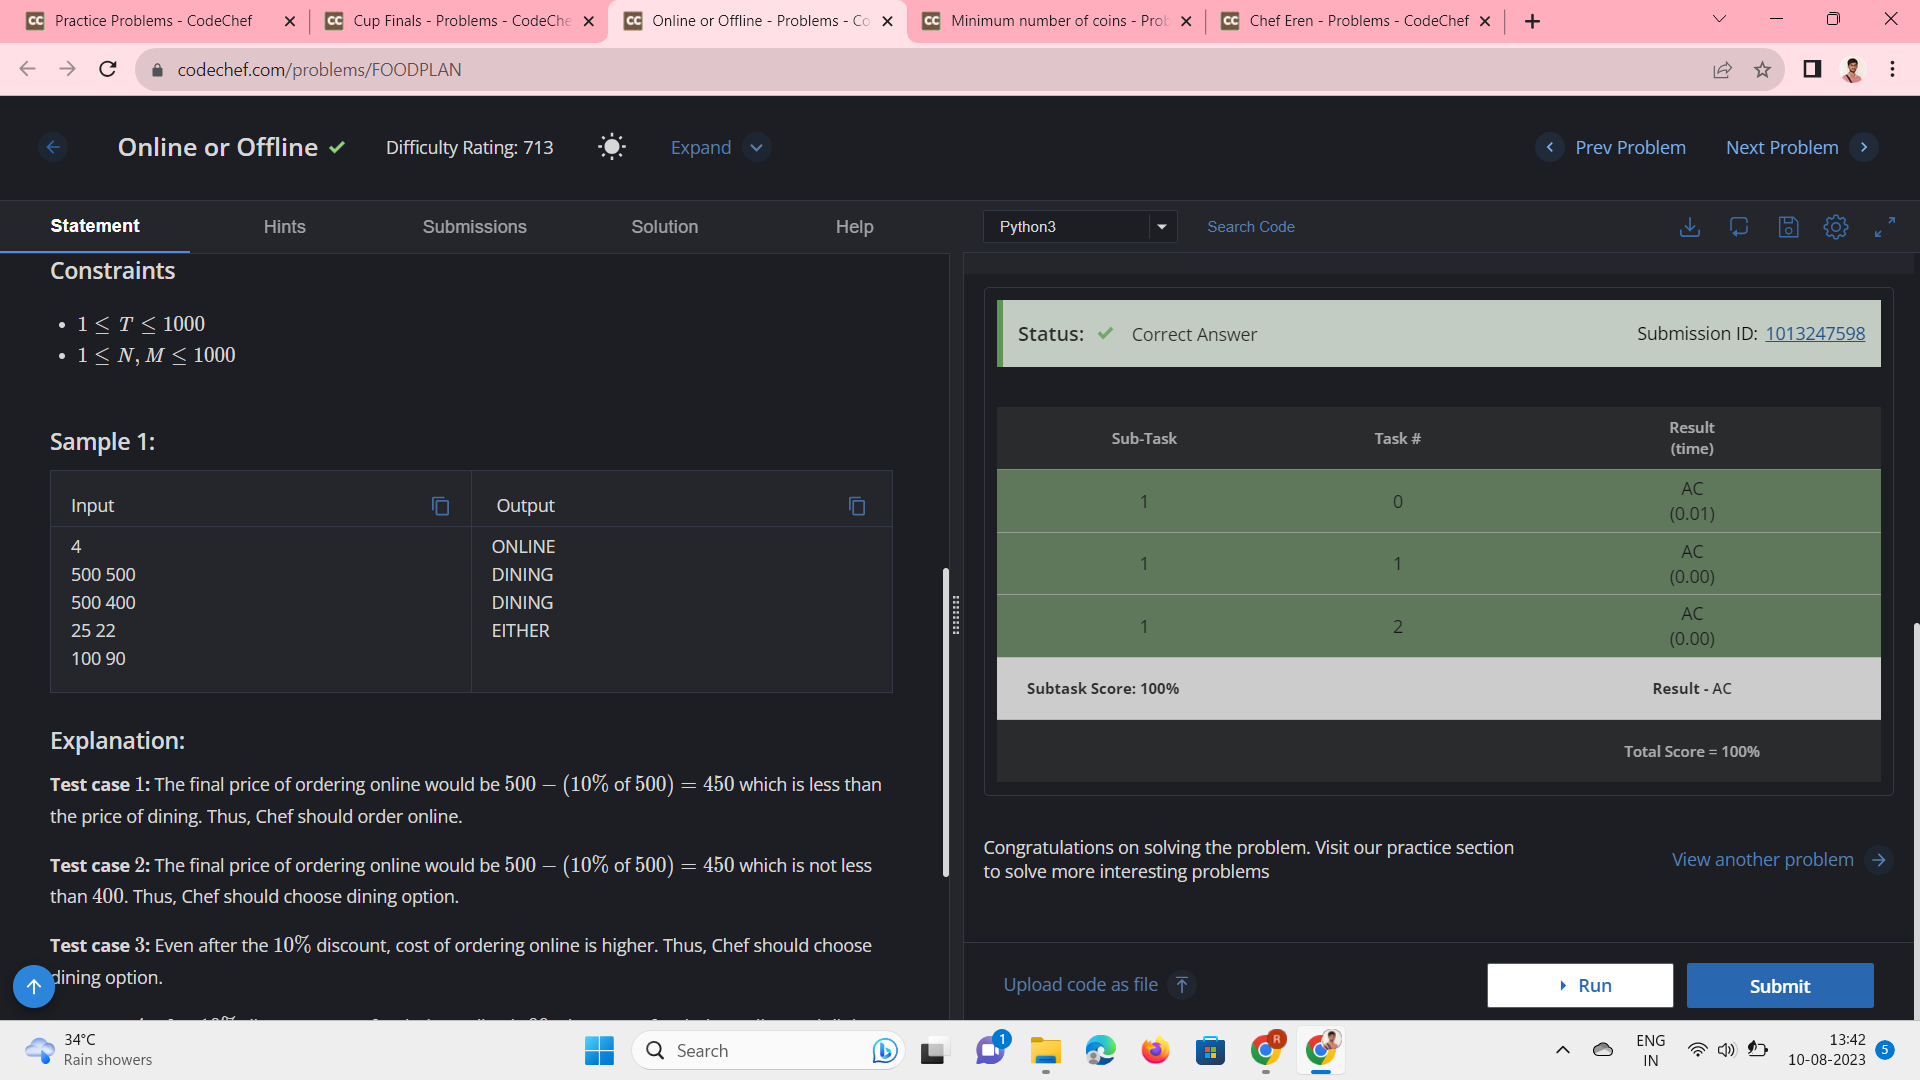 Practice Problems - CodeChef
Cup Finals - Problems - CodeChe
Online or Offline - Problems - Co
Minimum number of coins - Prob
Chef Eren - Problems - CodeChef
codechef.com/problems/FOODPLAN
Online or Offline
Difficulty Rating: 713
Expand
Prev Problem
Next Problem
Statement
Hints
Submissions
Solution
Help
Python3
Search Code
Constraints
• 1 ≤ T ≤ 1000
• 1 ≤ N, M ≤ 1000
Sample 1:
Input
Output
4
500 500
500 400
25 22
100 90
ONLINE
DINING
DINING
EITHER
Explanation:
Test case 1: The final price of ordering online would be 500 − (10% of 500) = 450 which is less than
the price of dining. Thus, Chef should order online.
Test case 2: The final price of ordering online would be 500 − (10% of 500) = 450 which is not less
than 400. Thus, Chef should choose dining option.
Test case 3: Even after the 10% discount, cost of ordering online is higher. Thus, Chef should choose
dining option.
Status: Correct Answer
Submission ID: 1013247598
Sub-Task
Task #
Result
(time)
1 0 AC
(0.01)
1 1 AC
(0.00)
1 2 AC
(0.00)
Subtask Score: 100%
Result - AC
Total Score = 100%
Congratulations on solving the problem. Visit our practice section
to solve more interesting problems
View another problem
Upload code as file
Run
Submit
34°C
Rain showers
Search
1
R
ENG
IN
13:42
10-08-2023
5